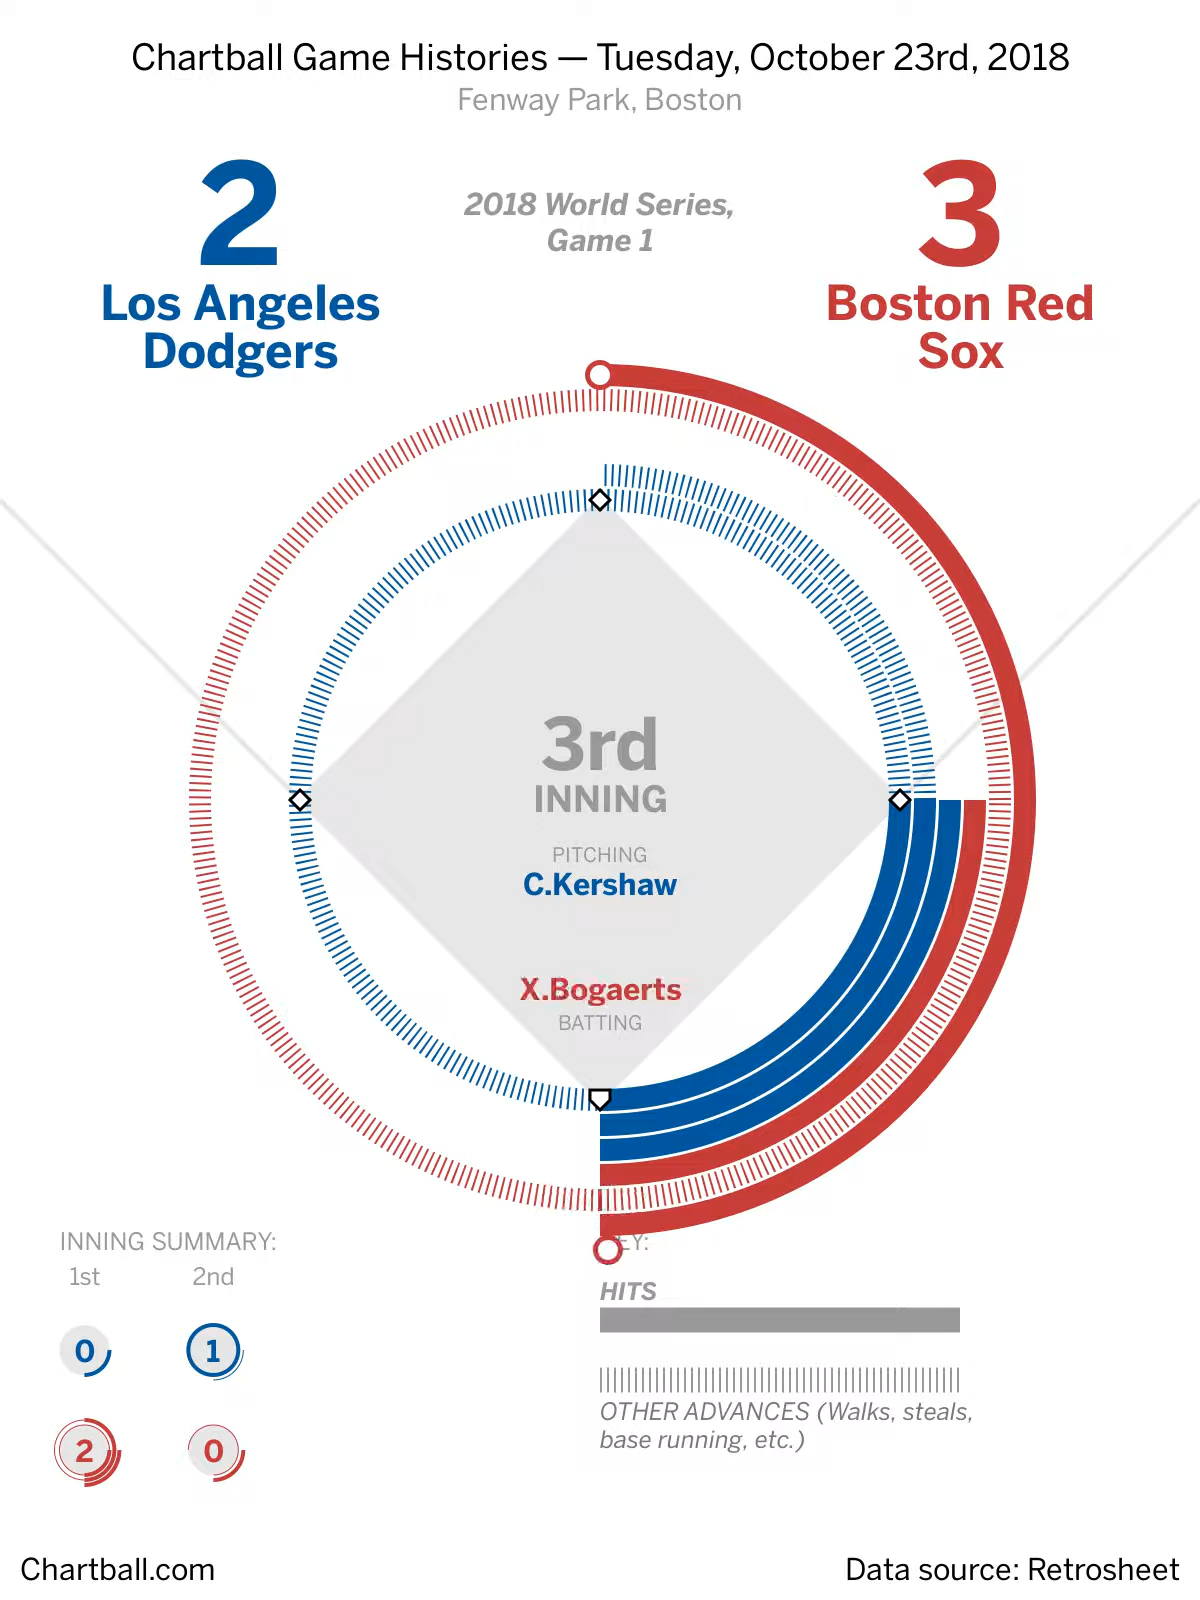 Chartball Game Histories — Tuesday, October 23rd, 2018
Fenway Park, Boston
2
Los Angeles
Dodgers
2018 World Series,
Game 1
3
Boston Red
Sox
3rd
INNING
PITCHING
C.Kershaw
X.Bogaerts
BATTING
INNING SUMMARY:
1st 2nd
0 1
2 0
EY:
HITS
OTHER ADVANCES (Walks, steals,
base running, etc.)
Chartball.com
Data source: Retrosheet